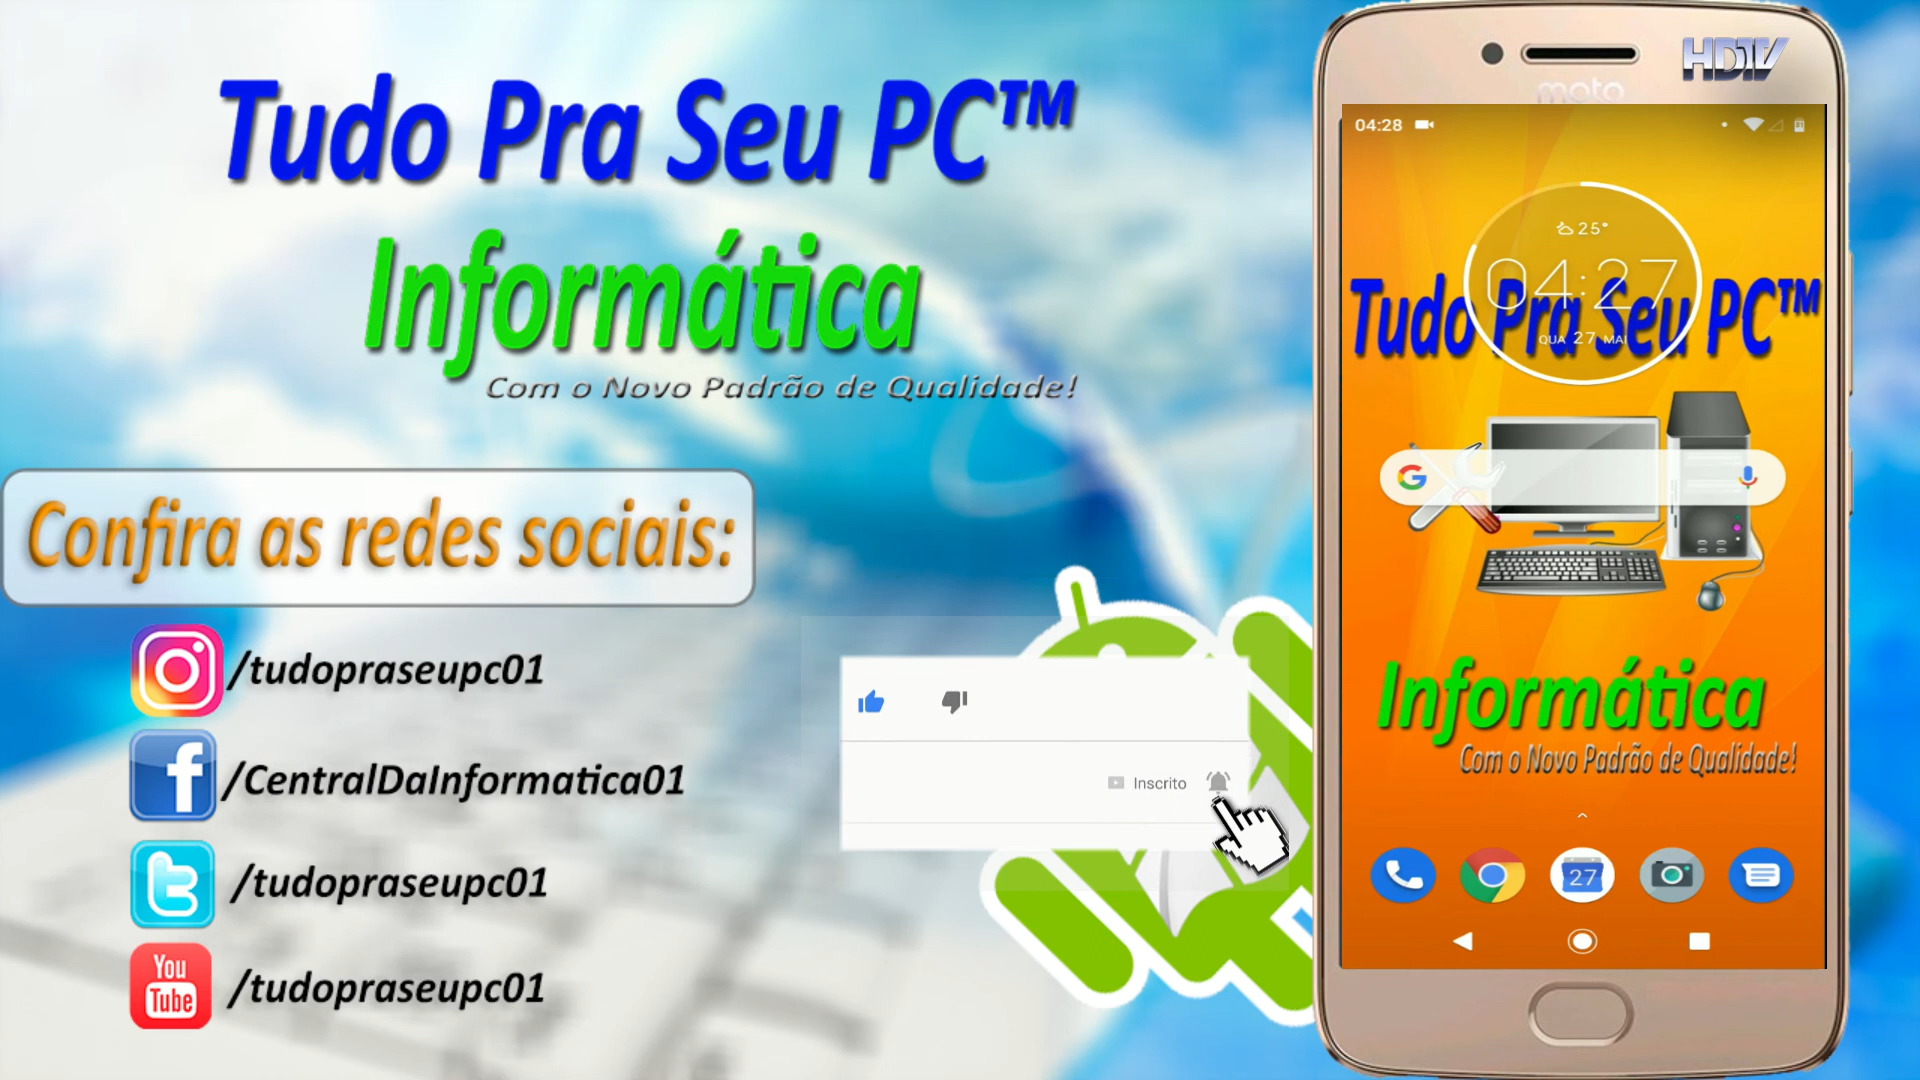 Tudo Pra Seu PC™
Informática
Com o Novo Padrão de Qualidade!
Confira as redes sociais:
/tudopraseupc01
/CentralDaInformatica01
/tudopraseupc01
You
Tube
/tudopraseupc01
Inscrito
HDTV
moto
04:28
25°
04:27
QUA 27 MAI
Tudo Pra Seu PC™
Informática
Com o Novo Padrão de Qualidade!
27